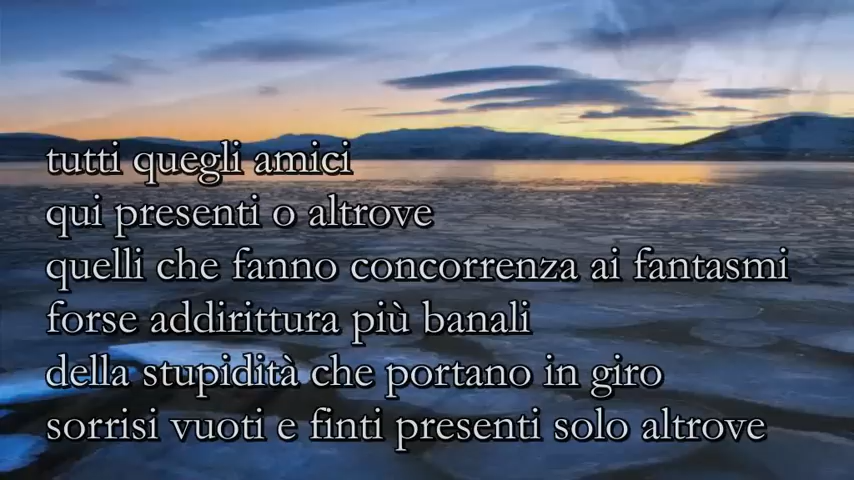 tutti quegli amici
qui presenti o altrove
quelli che fanno concorrenza ai fantasmi
forse addirittura più banali
della stupidità che portano in giro
sorrisi vuoti e finti presenti solo altrove